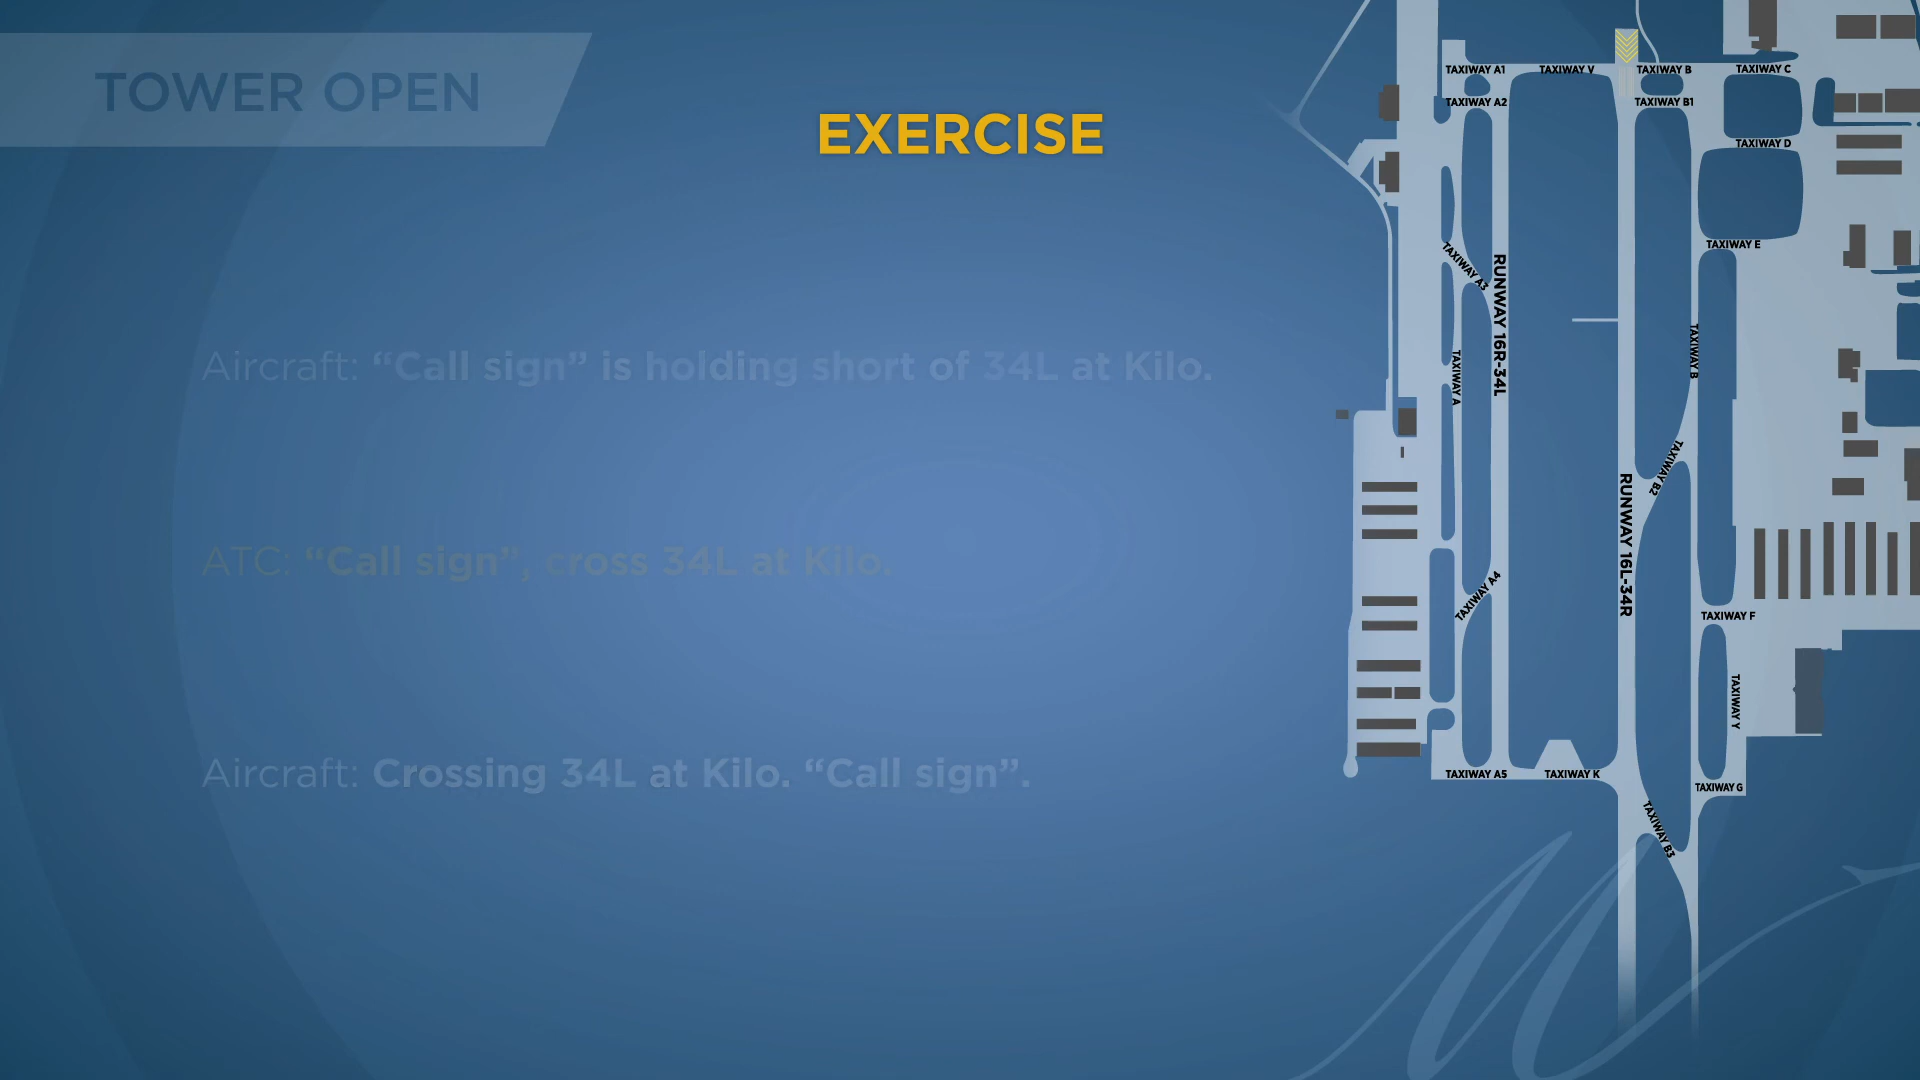 TOWER OPEN
EXERCISE
Aircraft: “Call sign” is holding short of 34L at Kilo.
ATC: “Call sign”, cross 34L at Kilo.
Aircraft: Crossing 34L at Kilo. “Call sign”.
TAXIWAY A1
TAXIWAY V
TAXIWAY B
TAXIWAY C
TAXIWAY A2
TAXIWAY B1
TAXIWAY D
TAXIWAY E
TAXIWAY A3
RUNWAY 16R-34L
TAXIWAY A
TAXIWAY B
TAXIWAY B2
RUNWAY 16L-34R
TAXIWAY A4
TAXIWAY F
TAXIWAY Y
TAXIWAY A5
TAXIWAY K
TAXIWAY G
TAXIWAY B3